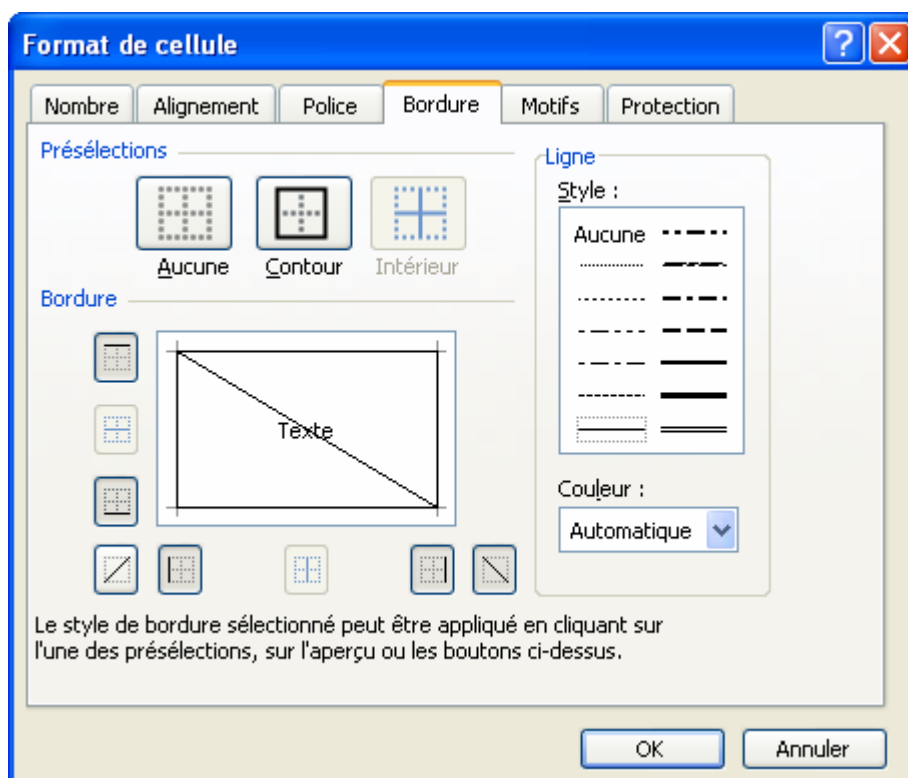 Format de cellule
Nombre Alignement Police Bordure Motifs Protection
Présélections
Aucune Contour Intérieur
Bordure
Texte
Ligne
Style :
Aucune
Couleur :
Automatique
Le style de bordure sélectionné peut être appliqué en cliquant sur
l'une des présélections, sur l'aperçu ou les boutons ci-dessus.
OK Annuler